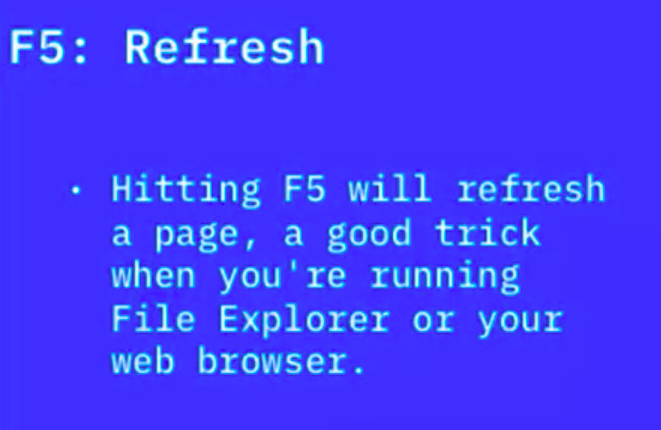 F5: Refresh
• Hitting F5 will refresh
a page, a good trick
when you're running
File Explorer or your
web browser.